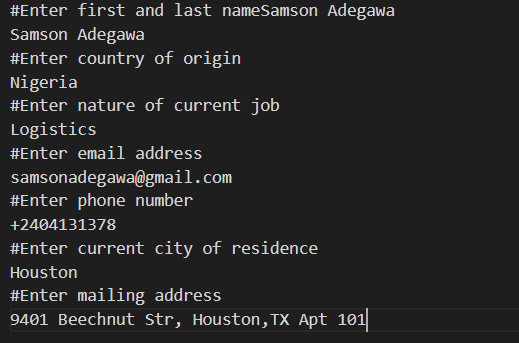 #Enter first and last nameSamson Adegawa
Samson Adegawa
#Enter country of origin
Nigeria
#Enter nature of current job
Logistics
#Enter email address
samsonadegawa@gmail.com
#Enter phone number
+2404131378
#Enter current city of residence
Houston
#Enter mailing address
9401 Beechnut Str, Houston,TX Apt 101